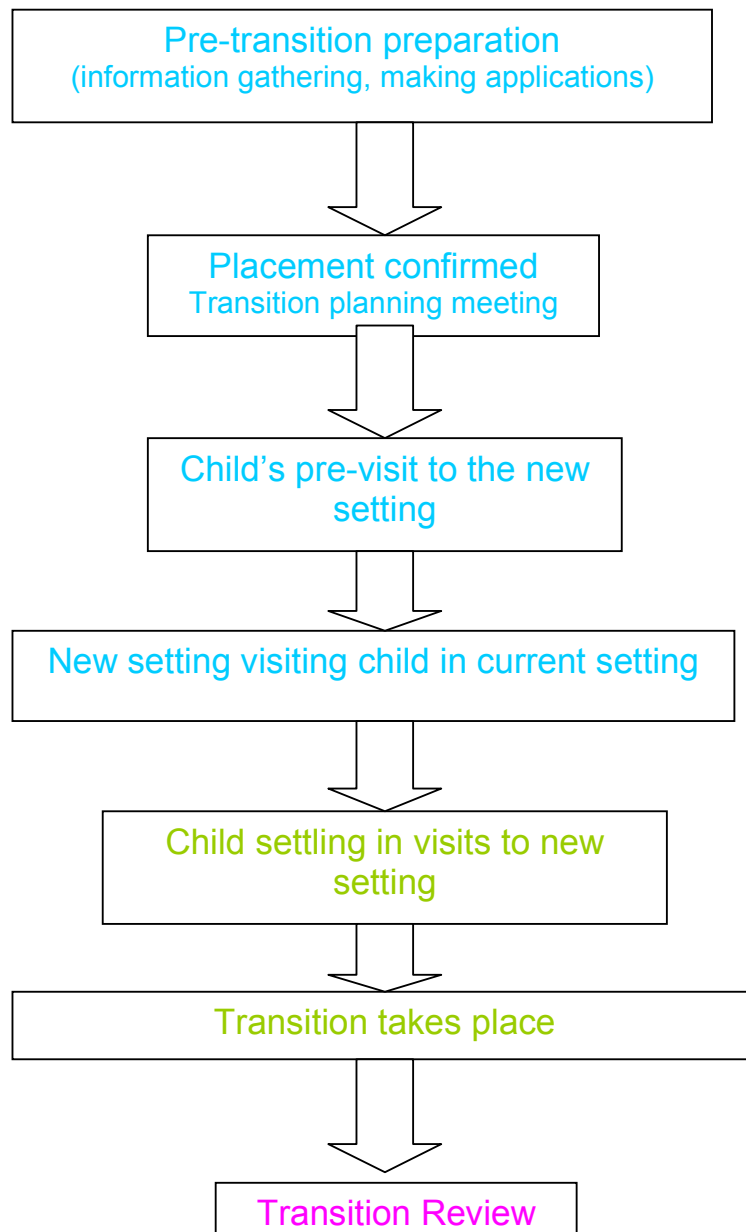 Pre-transition preparation
(information gathering, making applications)
Placement confirmed
Transition planning meeting
Child’s pre-visit to the new
setting
New setting visiting child in current setting
Child settling in visits to new
setting
Transition takes place
Transition Review